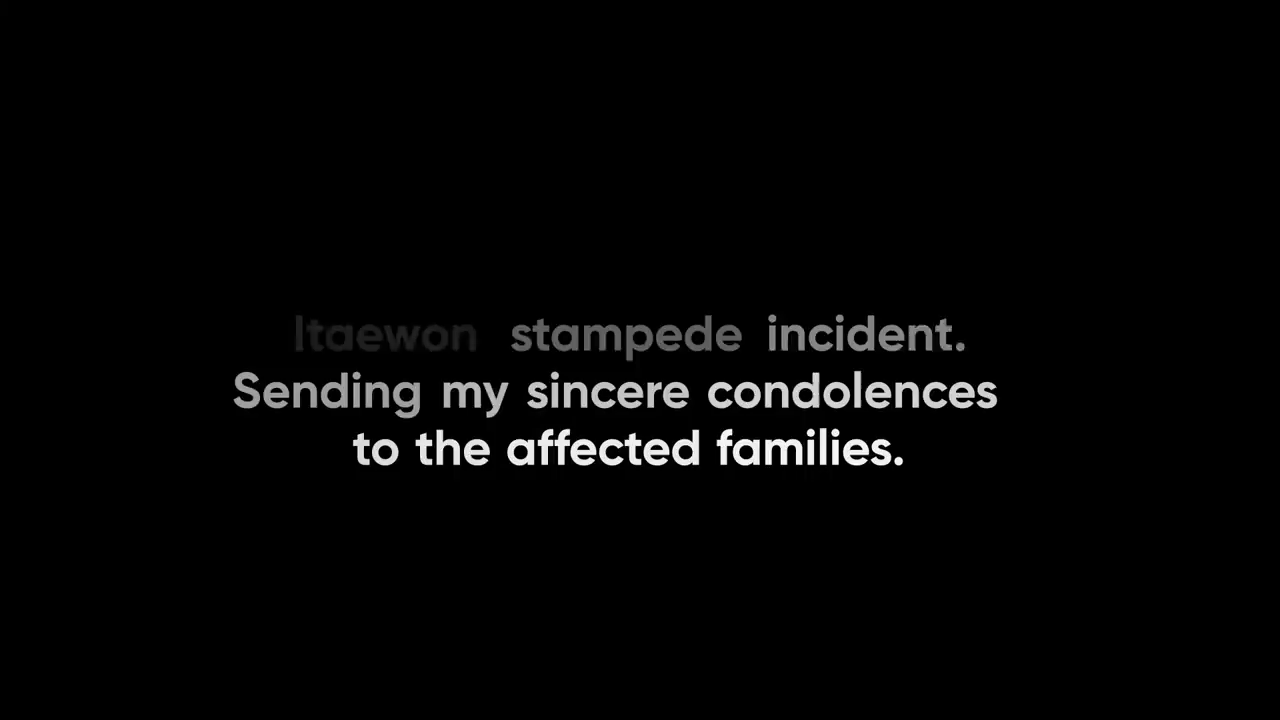 Itaewon stampede incident.
Sending my sincere condolences
to the affected families.